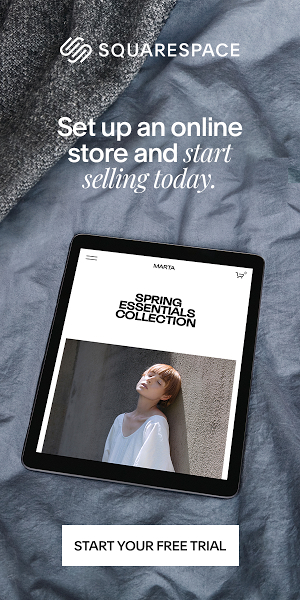 SQUARESPACE
Set up an online
store and start
selling today.
MARTA
SPRING
ESSENTIALS
COLLECTION
START YOUR FREE TRIAL